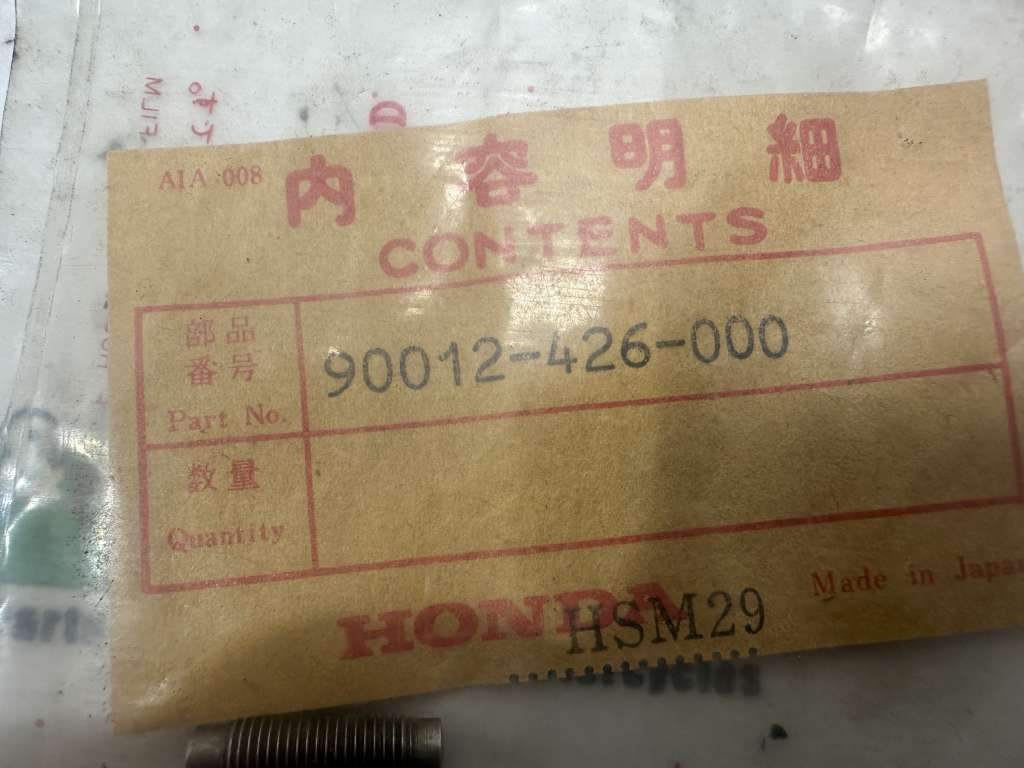 AIA 008
内容明細
CONTENTS
部品
番号
Part No.
90012-426-000
数量
Quantity
HONDA
HSM29
Made in Japan
FILM